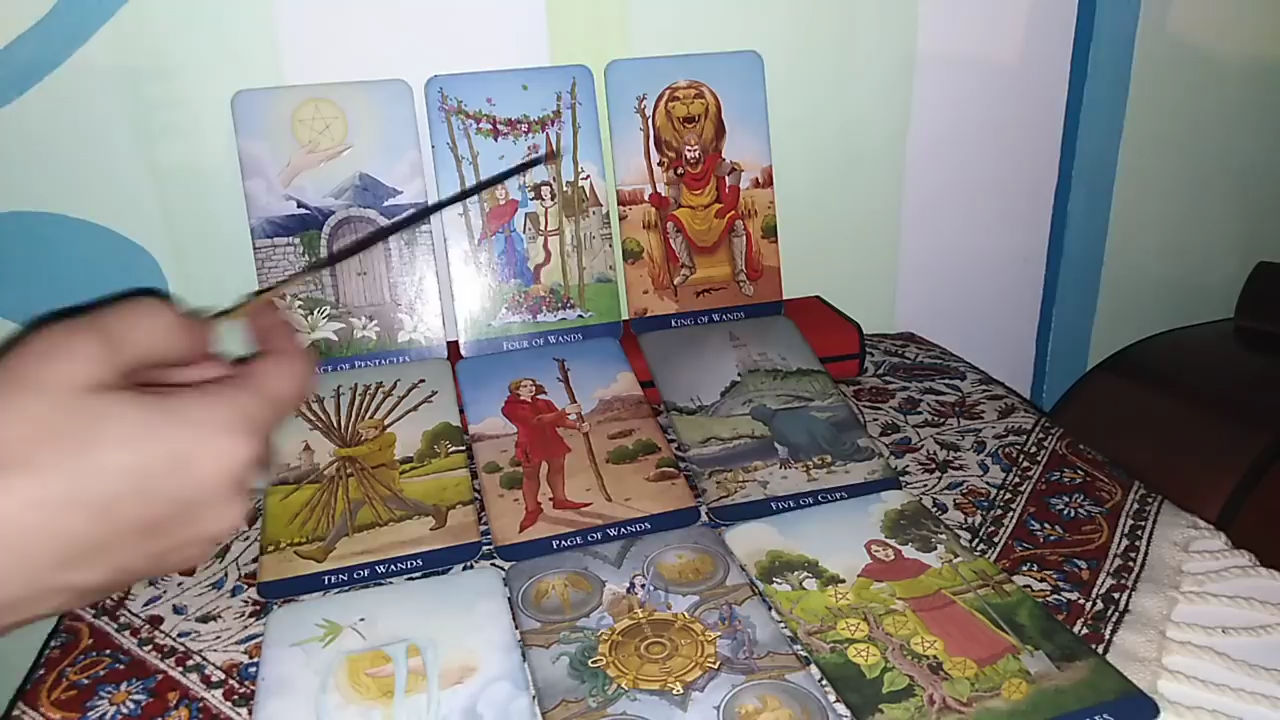 ACE OF PENTACLES
FOUR OF WANDS
KING OF WANDS
TEN OF WANDS
PAGE OF WANDS
FIVE OF CUPS